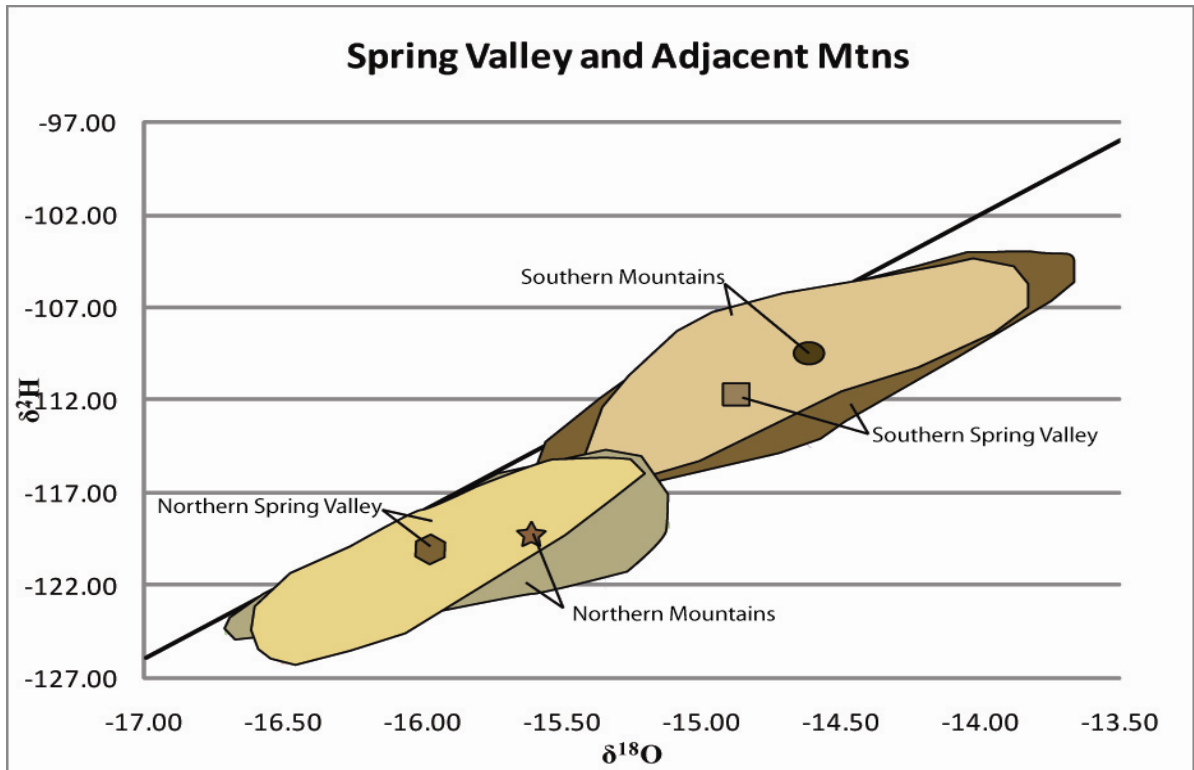 Spring Valley and Adjacent Mtns
-97.00
-102.00
-107.00
-112.00
-117.00
-122.00
-127.00
δ²H
Southern Mountains
Southern Spring Valley
Northern Spring Valley
Northern Mountains
-17.00 -16.50 -16.00 -15.50 -15.00 -14.50 -14.00 -13.50
δ¹⁸O